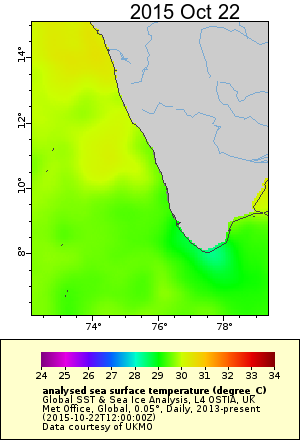 2015 Oct 22
14°
12°
10°
8°
74° 76° 78°
24 25 26 27 28 29 30 31 32 33 34
analysed sea surface temperature (degree_C)
Global SST & Sea Ice Analysis, L4 OSTIA, UK
Met Office, Global, 0.05°, Daily, 2013-present
(2015-10-22T12:00:00Z)
Data courtesy of UKMO